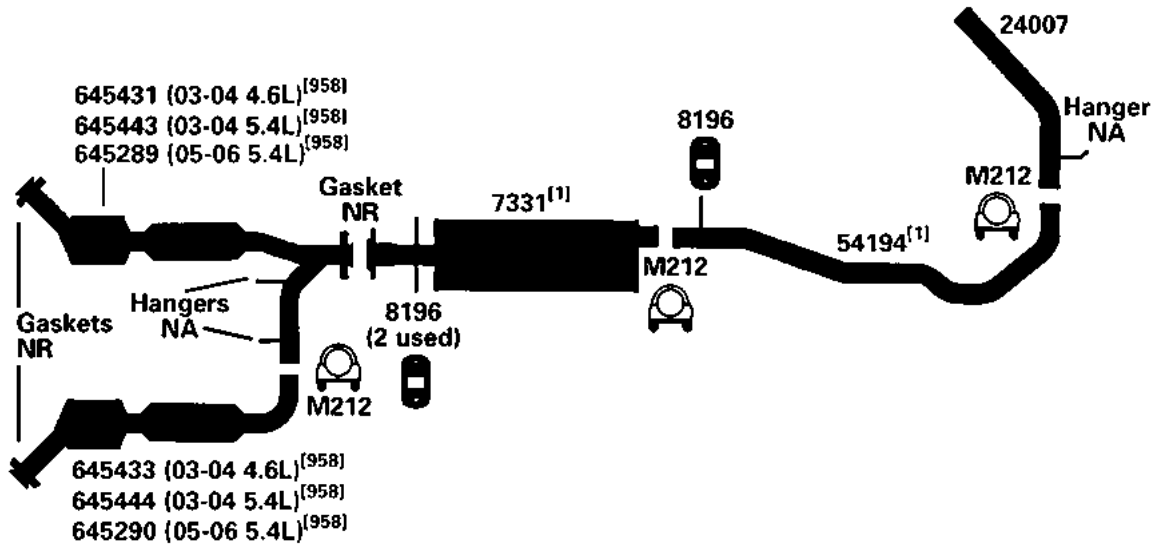 24007
645431 (03-04 4.6L)[958]
645443 (03-04 5.4L)[958]
645289 (05-06 5.4L)[958]
8196
Hanger
NA
Gasket
NR
7331[1]
M212
54194[1]
M212
Hangers
NA
8196
(2 used)
Gaskets
NR
M212
645433 (03-04 4.6L)[958]
645444 (03-04 5.4L)[958]
645290 (05-06 5.4L)[958]